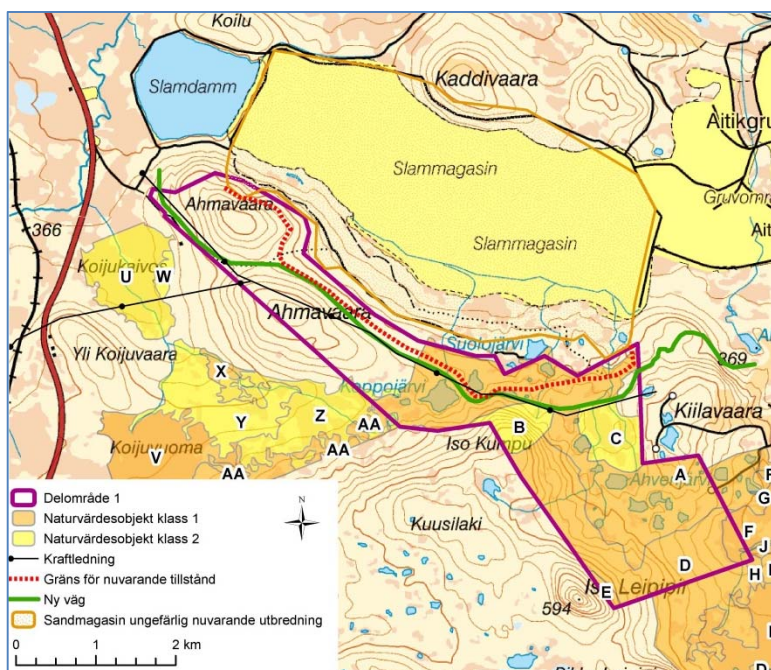 Koilu
Slamdamm
Kaddivaara
Aitikgru
Slammagasin
Gruvomr
Slammagasin
Ait
Ahmavaara
366
Koijukaivos
U
W
Ahmavaara
Suolojärvi
369
Yli Koijuvaara
X
Koppojärvi
Kiilavaara
Y
Z
AA
B
C
Koijuvuoma
V
AA
AA
Iso Kumpu
A
Ahvenjärvi
G
F
J
H
Kuusilaki
D
E
Leipipii
594
Delområde 1
Naturvärdesobjekt klass 1
Naturvärdesobjekt klass 2
Kraftledning
Gräns för nuvarande tillstånd
Ny väg
Sandmagasin ungefärlig nuvarande utbredning
N
0 1 2 km